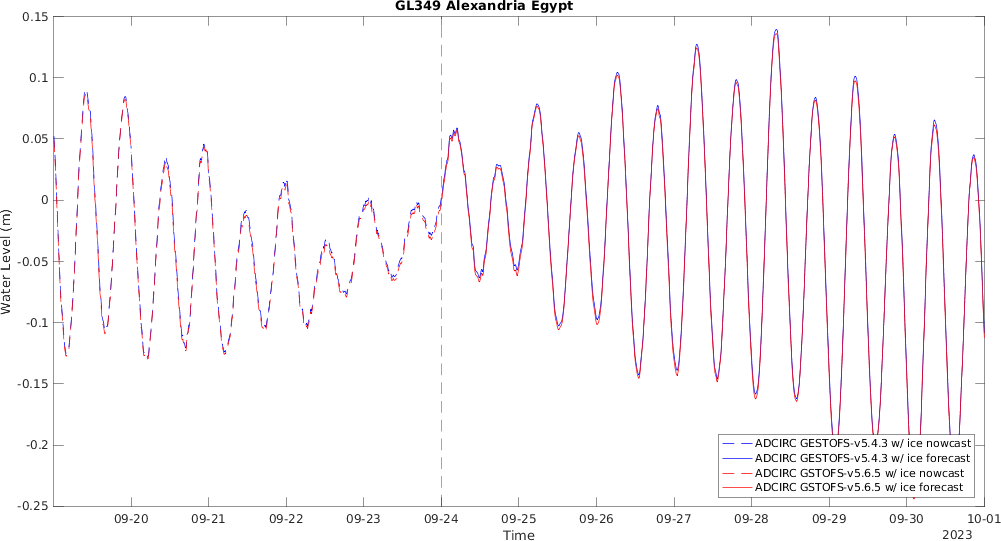 GL349 Alexandria Egypt
0.15
0.1
0.05
0
-0.05
-0.1
-0.15
-0.2
-0.25
Water Level (m)
ADCIRC GESTOFS-v5.4.3 w/ ice nowcast
ADCIRC GESTOFS-v5.4.3 w/ ice forecast
ADCIRC GSTOFS-v5.6.5 w/ ice nowcast
ADCIRC GSTOFS-v5.6.5 w/ ice forecast
09-20 09-21 09-22 09-23 09-24 09-25 09-26 09-27 09-28 09-29 09-30 10-01
Time
2023